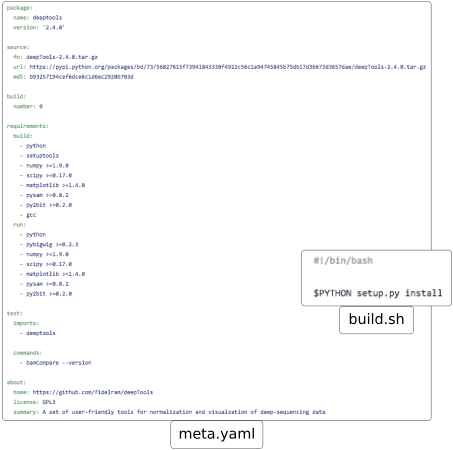 package:
  name: deeptools
  version: '2.4.0'

source:
  fn: deepTools-2.4.0.tar.gz
  url: https://pypi.python.org/packages/bd/73/56827615f73941843330f4922c56c1a94745845b75db17d3b673d3657dae/deepTools-2.4.0.tar.gz
  md5: b93257194cef6dce6c1d6ec2920b703d

build:
  number: 0

requirements:
  build:
    - python
    - setuptools
    - numpy >=1.9.0
    - scipy >=0.17.0
    - matplotlib >=1.4.0
    - pysam >=0.8.2
    - py2bit >=0.2.0
    - gcc
  run:
    - python
    - pybigwig >=0.2.3
    - numpy >=1.9.0
    - scipy >=0.17.0
    - matplotlib >=1.4.0
    - pysam >=0.8.2
    - py2bit >=0.2.0

test:
  imports:
    - deeptools

  commands:
    - bamCompare --version

about:
  home: https://github.com/fidelram/deepTools
  license: GPL3
  summary: A set of user-friendly tools for normalization and visualzation of deep-sequencing data
meta.yaml
#!/bin/bash

$PYTHON setup.py install
build.sh